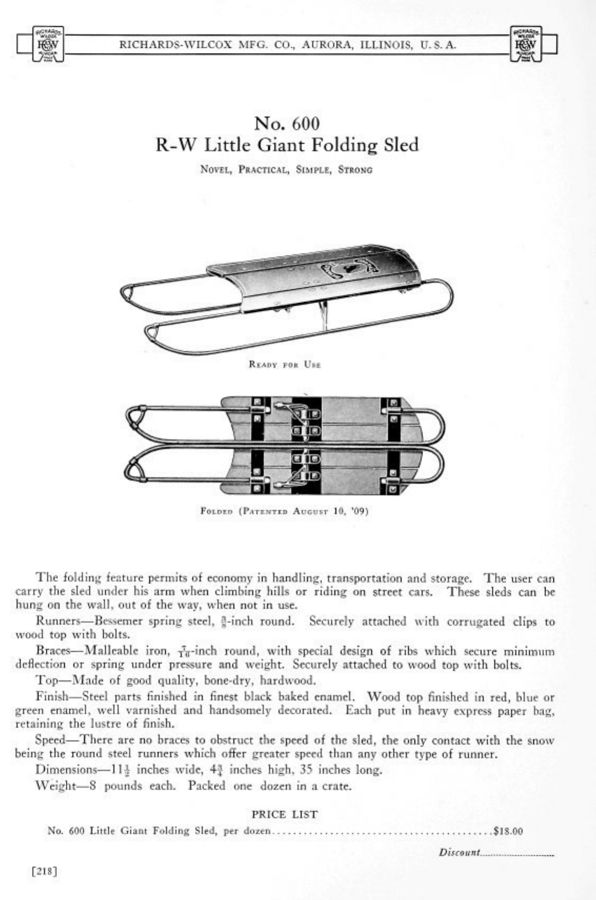 RICHARDS-WILCOX MFG. CO., AURORA, ILLINOIS, U. S. A.
No. 600
R-W Little Giant Folding Sled
Novel, Practical, Simple, Strong
Ready for Use
Folded (Patented August 10, '09)
The folding feature permits of economy in handling, transportation and storage. The user can
carry the sled under his arm when climbing hills or riding on street cars. These sleds can be
hung on the wall, out of the way, when not in use.
Runners—Bessemer spring steel, ⅜-inch round. Securely attached with corrugated clips to
wood top with bolts.
Braces—Malleable iron, 7/16-inch round, with special design of ribs which secure minimum
deflection or spring under pressure and weight. Securely attached to wood top with bolts.
Top—Made of good quality, bone-dry, hardwood.
Finish—Steel parts finished in finest black baked enamel. Wood top finished in red, blue or
green enamel, well varnished and handsomely decorated. Each put in heavy express paper bag,
retaining the lustre of finish.
Speed—There are no braces to obstruct the speed of the sled, the only contact with the snow
being the round steel runners which offer greater speed than any other type of runner.
Dimensions—11½ inches wide, 4¾ inches high, 35 inches long.
Weight—8 pounds each. Packed one dozen in a crate.
PRICE LIST
No. 600 Little Giant Folding Sled, per dozen..........................................$18.00
Discount............................
[218]